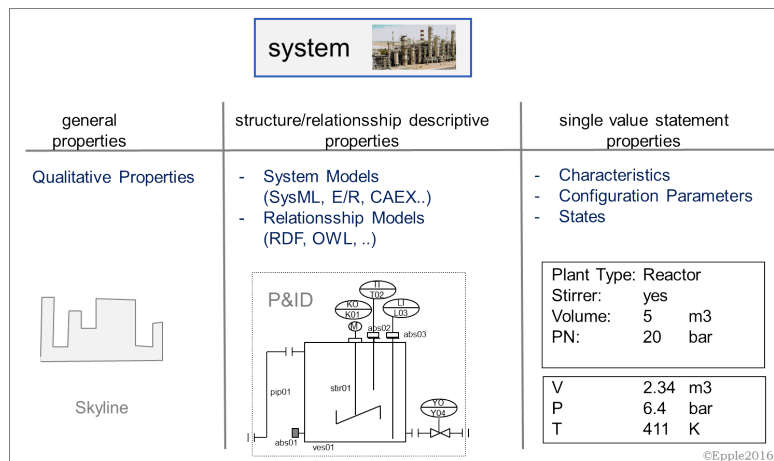 system
general
properties
structure/relationsship descriptive
properties
single value statement
properties
Qualitative Properties
- System Models
(SysML, E/R, CAEX..)
- Relationsship Models
(RDF, OWL, ..)
- Characteristics
- Configuration Parameters
- States
Skyline
P&ID
TI
T02
KO
K01
LI
L03
M
abs02
abs03
pip01
stir01
YO
Y04
abs01
ves01
Plant Type: Reactor
Stirrer: yes
Volume: 5 m3
PN: 20 bar
V 2.34 m3
P 6.4 bar
T 411 K
©Epple2016